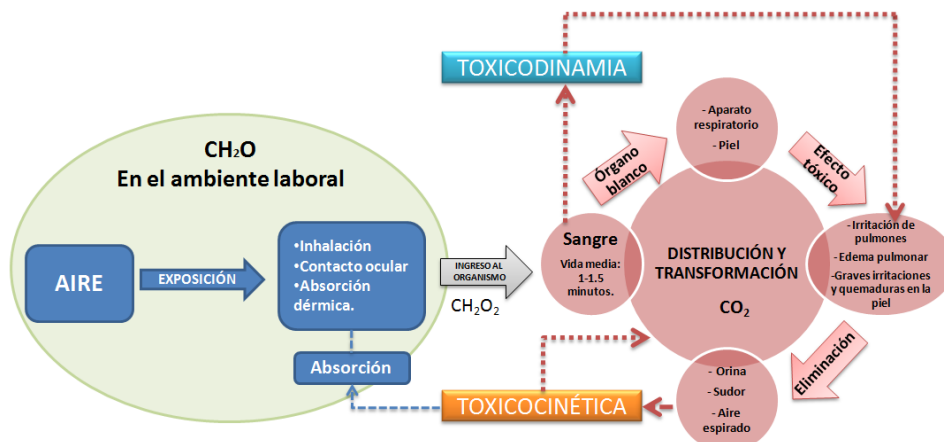 TOXICODINAMIA
CH₂O
En el ambiente laboral
AIRE
EXPOSICIÓN
•Inhalación
•Contacto ocular
•Absorción
dérmica.
Absorción
INGRESO AL
ORGANISMO
CH₂O₂
Sangre
Vida media:
1-1.5
minutos.
Órgano
blanco
- Aparato
respiratorio
- Piel
Efecto
tóxico
DISTRIBUCIÓN Y
TRANSFORMACIÓN
CO₂
- Irritación de
pulmones
- Edema pulmonar
-Graves irritaciones
y quemaduras en la
piel
Eliminación
- Orina
- Sudor
- Aire
espirado
TOXICOCINÉTICA